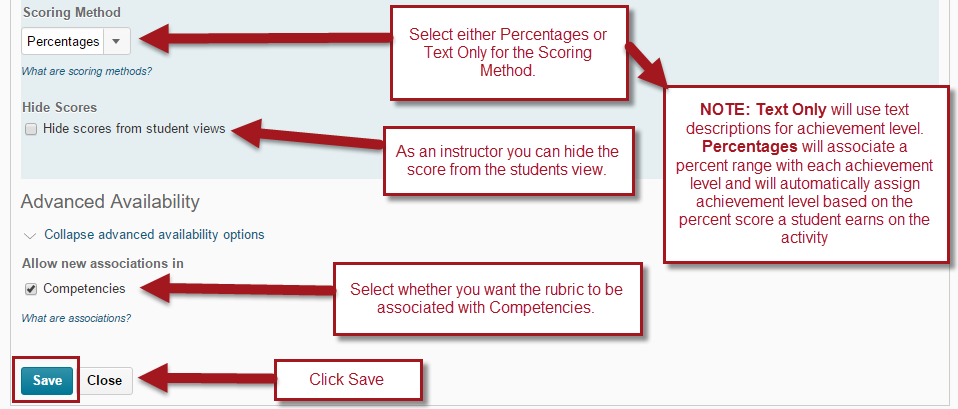 Scoring Method
Percentages
What are scoring methods?
Select either Percentages or
Text Only for the Scoring
Method.
NOTE: Text Only will use text
descriptions for achievement level.
Percentages will associate a
percent range with each achievement
level and will automatically assign
achievement level based on the
percent score a student earns on the
activity
Hide Scores
Hide scores from student views
As an instructor you can hide the
score from the students view.
Advanced Availability
Collapse advanced availability options
Allow new associations in
Competencies
What are associations?
Select whether you want the rubric to be
associated with Competencies.
Save
Close
Click Save